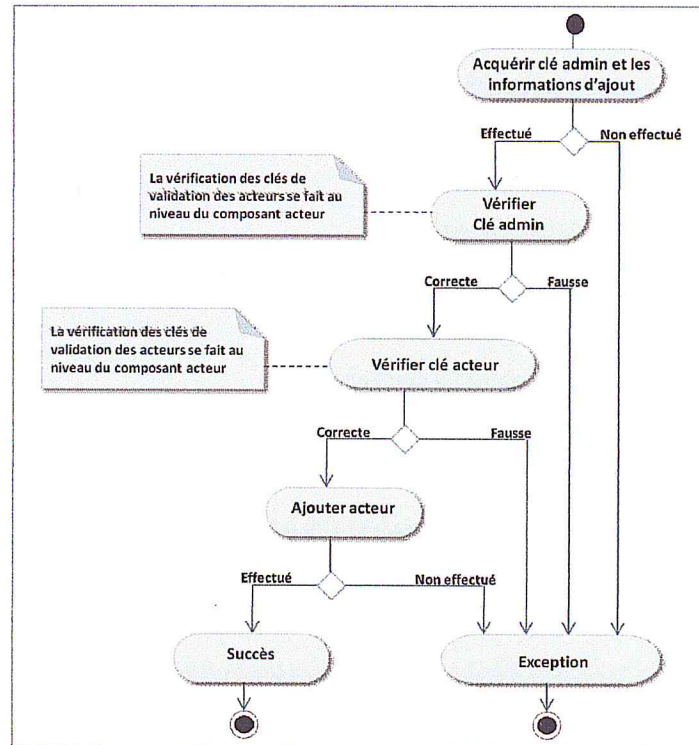 Acquérir clé admin et les
informations d'ajout
Effectué
Non effectué
La vérification des clés de
validation des acteurs se fait au
niveau du composant acteur
Vérifier
Clé admin
Correcte
Fausse
La vérification des clés de
validation des acteurs se fait au
niveau du composant acteur
Vérifier clé acteur
Correcte
Fausse
Ajouter acteur
Effectué
Non effectué
Succès
Exception